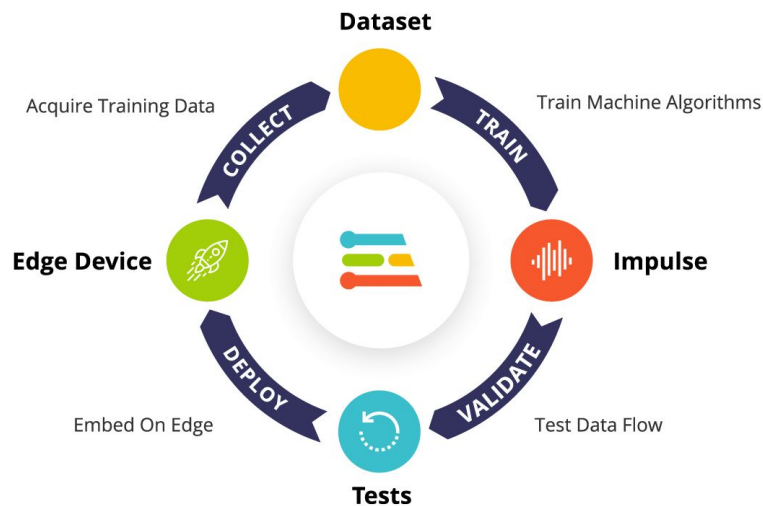 Dataset
Acquire Training Data
COLLECT
TRAIN
Train Machine Algorithms
Edge Device
Impulse
DEPLOY
VALIDATE
Embed On Edge
Test Data Flow
Tests